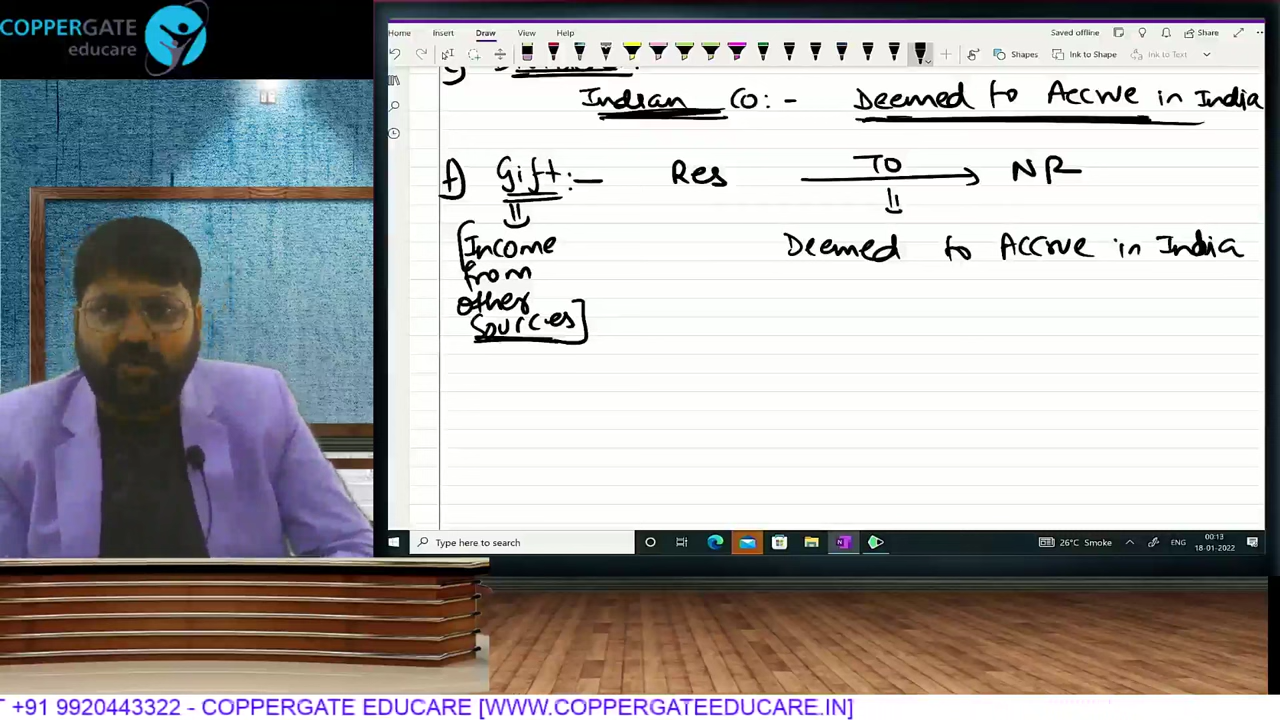 COPPERGATE
educare
Home Insert Draw View Help
Saved offline
Share
Shapes
Ink to Shape
Ink to Text
Indian Co:- Deemed to Accrue in India
f) Gift:- Res TO NR
[Income
from
other
sources]
Deemed to Accrue in India
Type here to search
26°C Smoke
ENG
00:13
18-01-2022
T +91 9920443322 - COPPERGATE EDUCARE [WWW.COPPERGATEEDUCARE.IN]